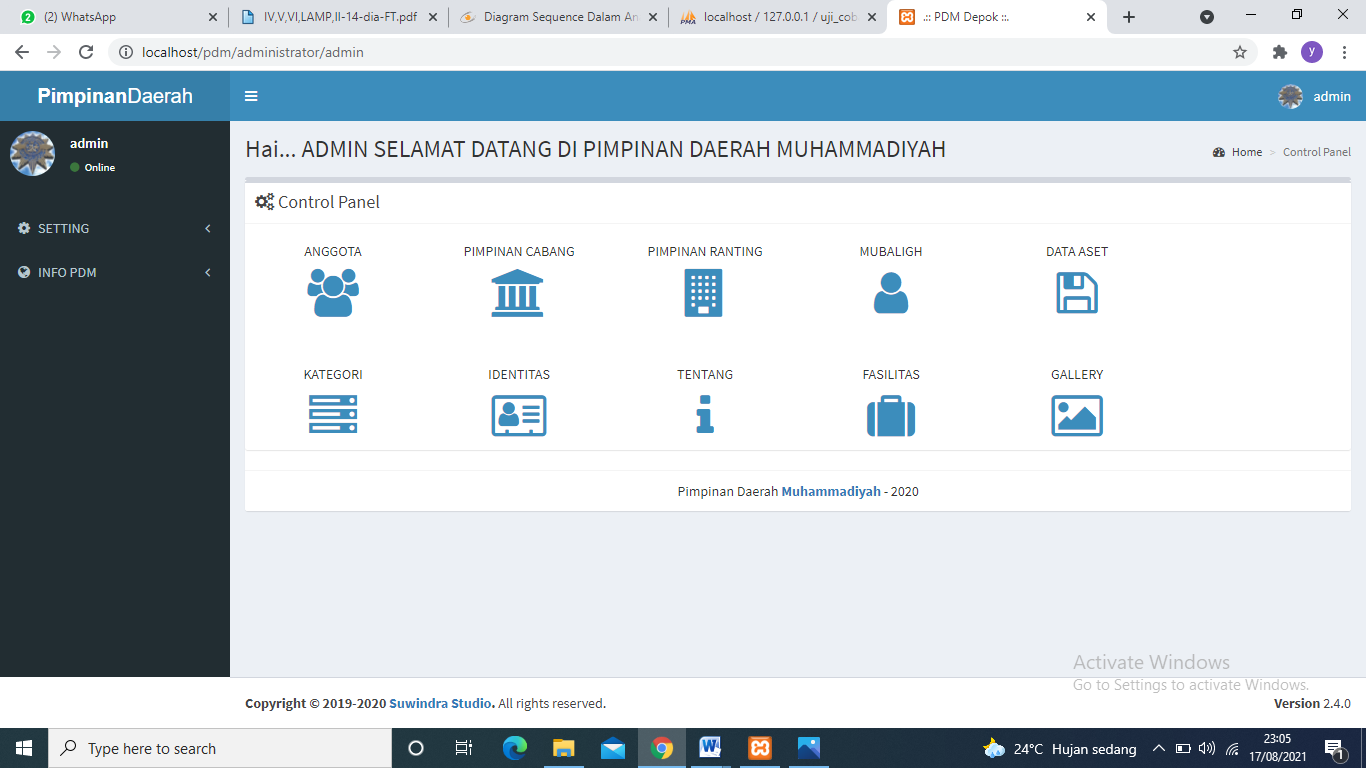 (2) WhatsApp
IV,V,VI,LAMP,II-14-dia-FT.pdf
Diagram Sequence Dalam An
localhost / 127.0.0.1 / uji_cob
.:: PDM Depok ::.
localhost/pdm/administrator/admin
y
PimpinanDaerah
admin
admin
Online
Hai... ADMIN SELAMAT DATANG DI PIMPINAN DAERAH MUHAMMADIYAH
Home > Control Panel
SETTING
INFO PDM
Control Panel
ANGGOTA PIMPINAN CABANG PIMPINAN RANTING MUBALIGH DATA ASET
KATEGORI IDENTITAS TENTANG FASILITAS GALLERY
Pimpinan Daerah Muhammadiyah - 2020
Activate Windows
Go to Settings to activate Windows.
Copyright © 2019-2020 Suwindra Studio. All rights reserved.
Version 2.4.0
Type here to search
24°C Hujan sedang
23:05
17/08/2021
1